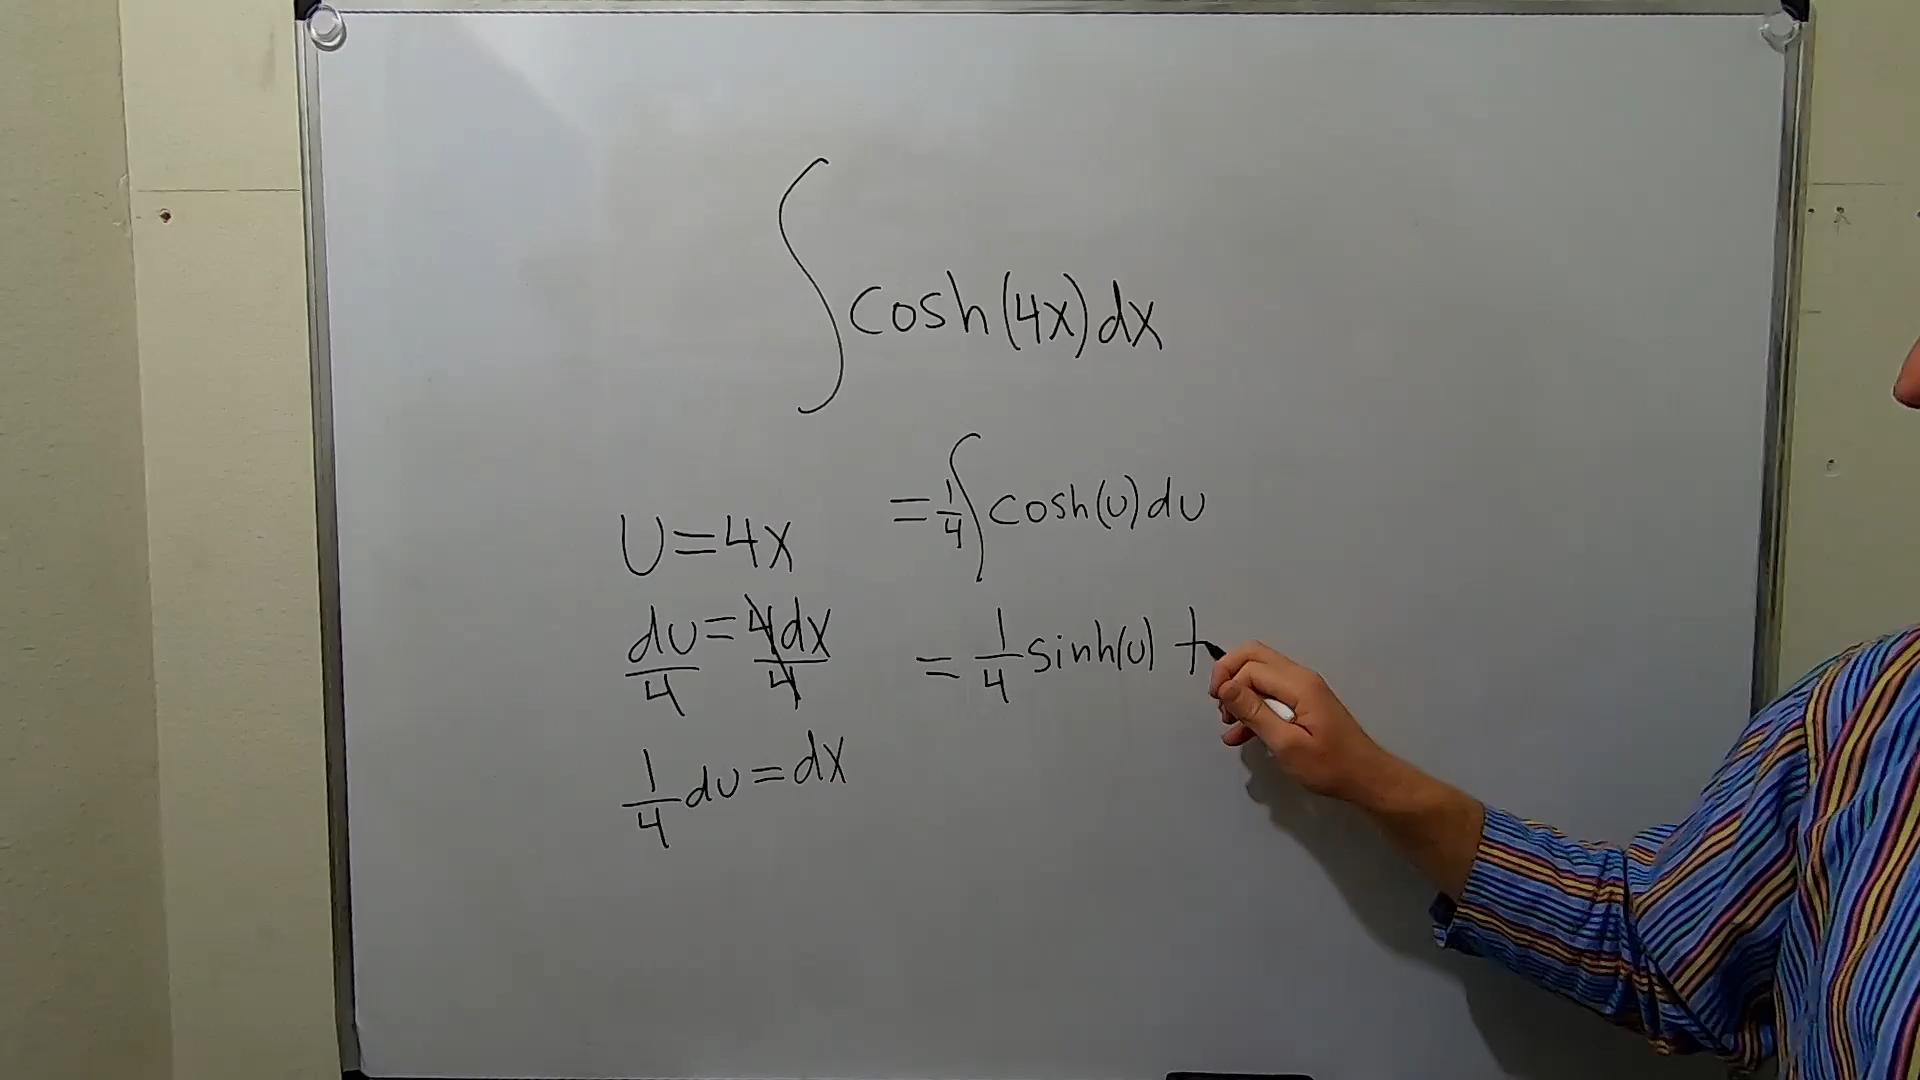 ∫cosh(4x)dx
= 1/4 ∫cosh(u)du
u=4x
du/4 = 4dx/4
= 1/4 sinh(u) +
1/4 du = dx